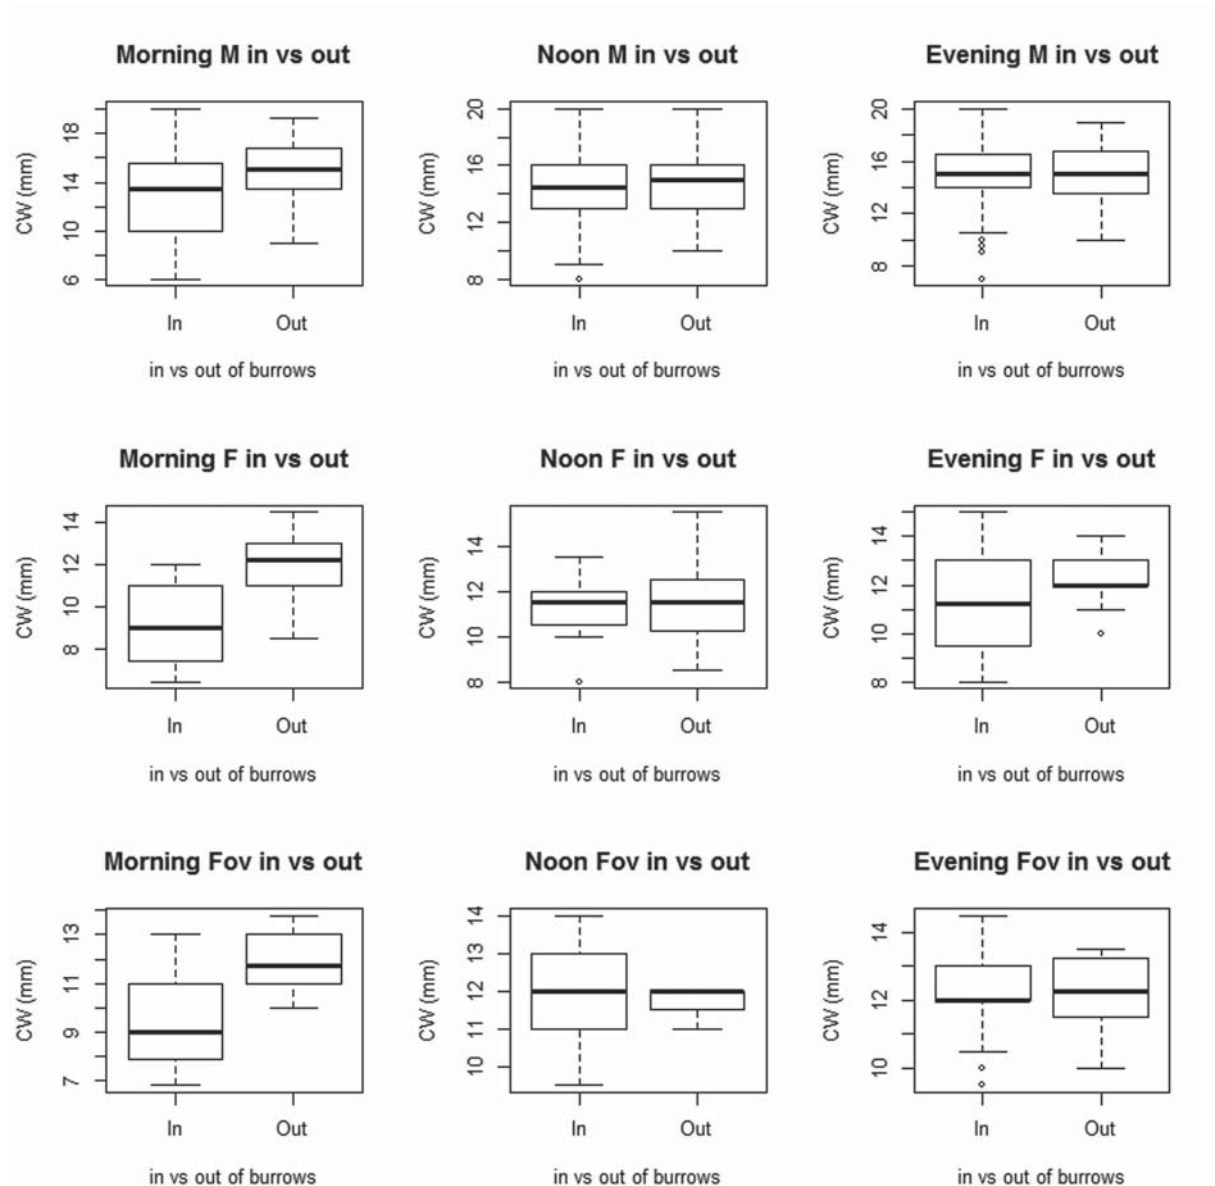 Morning M in vs out
Noon M in vs out
Evening M in vs out
CW (mm)
18
14
10
6
In
Out
in vs out of burrows
CW (mm)
20
16
12
8
In
Out
in vs out of burrows
CW (mm)
20
16
12
8
In
Out
in vs out of burrows
Morning F in vs out
Noon F in vs out
Evening F in vs out
CW (mm)
14
12
10
8
In
Out
in vs out of burrows
CW (mm)
14
12
10
8
In
Out
in vs out of burrows
CW (mm)
14
12
10
8
In
Out
in vs out of burrows
Morning Fov in vs out
Noon Fov in vs out
Evening Fov in vs out
CW (mm)
13
11
9
7
In
Out
in vs out of burrows
CW (mm)
14
13
12
11
10
In
Out
in vs out of burrows
CW (mm)
14
12
10
In
Out
in vs out of burrows